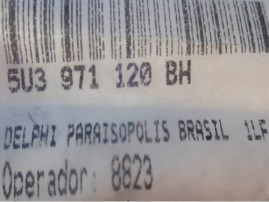 5U3 971 120 BH
DELPHI PARAISOPOLIS BRASIL 1LF
Operador: 8823